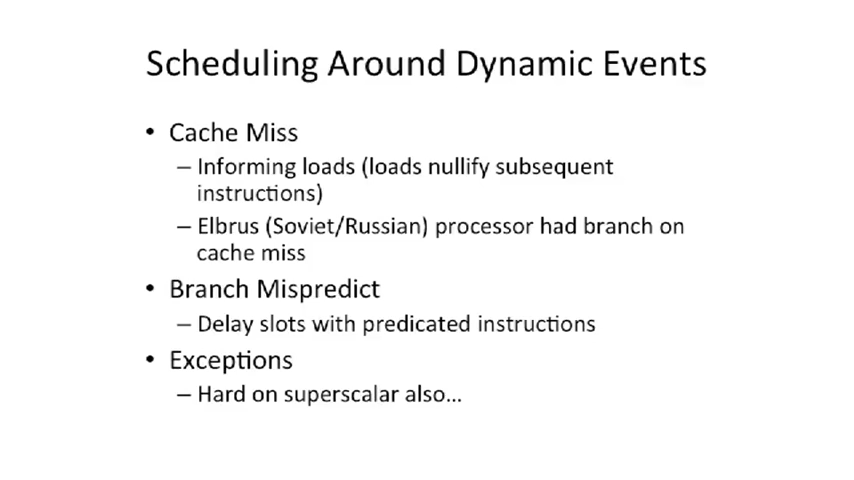 Scheduling Around Dynamic Events
• Cache Miss
– Informing loads (loads nullify subsequent
instructions)
– Elbrus (Soviet/Russian) processor had branch on
cache miss
• Branch Mispredict
– Delay slots with predicated instructions
• Exceptions
– Hard on superscalar also...